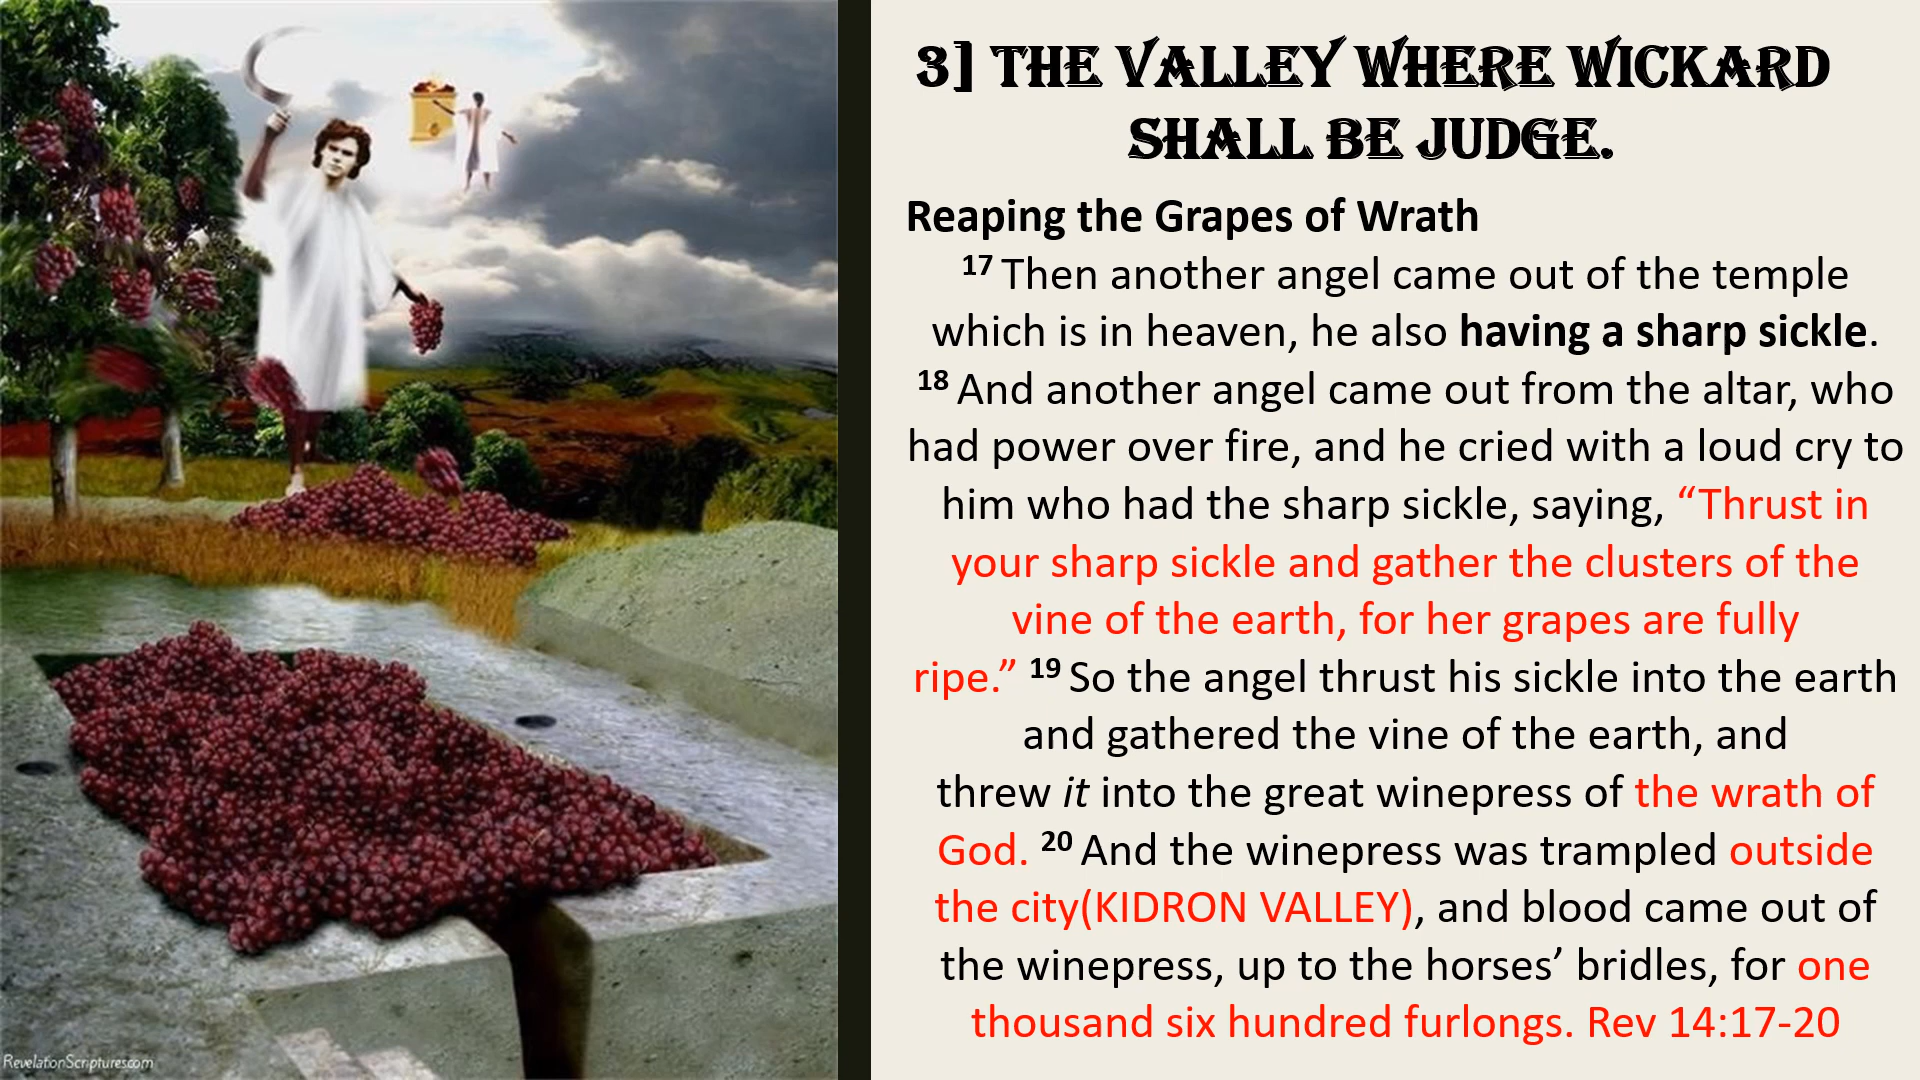 3] THE VALLEY WHERE WICKARD
SHALL BE JUDGE.
Reaping the Grapes of Wrath
17 Then another angel came out of the temple
which is in heaven, he also having a sharp sickle.
18 And another angel came out from the altar, who
had power over fire, and he cried with a loud cry to
him who had the sharp sickle, saying, “Thrust in
your sharp sickle and gather the clusters of the
vine of the earth, for her grapes are fully
ripe.” 19 So the angel thrust his sickle into the earth
and gathered the vine of the earth, and
threw it into the great winepress of the wrath of
God. 20 And the winepress was trampled outside
the city(KIDRON VALLEY), and blood came out of
the winepress, up to the horses’ bridles, for one
thousand six hundred furlongs. Rev 14:17-20
RevelationScriptures.com